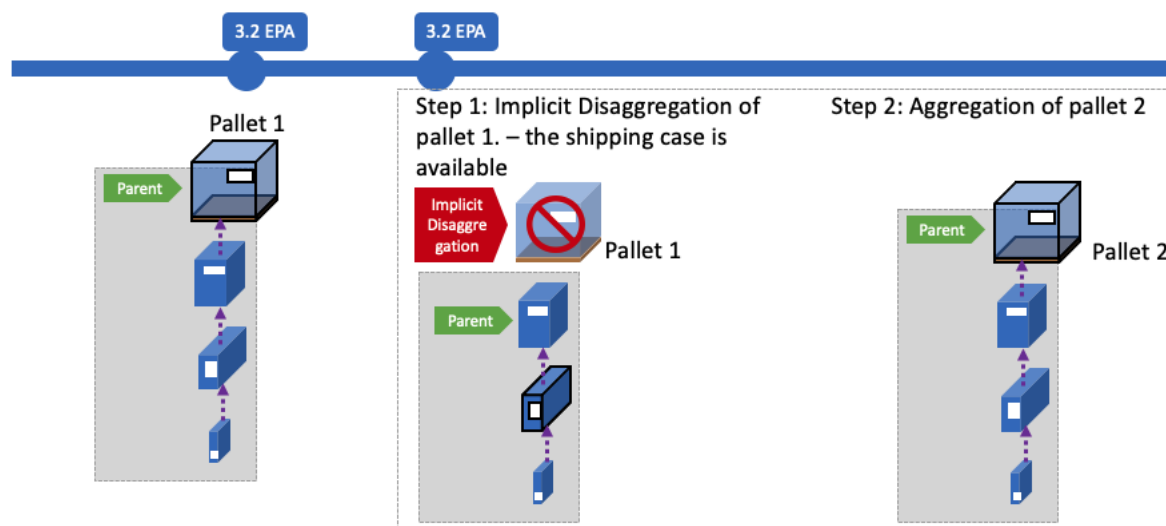 3.2 EPA
3.2 EPA
Pallet 1
Parent
Step 1: Implicit Disaggregation of
pallet 1. – the shipping case is
available
Implicit
Disaggre
gation
Pallet 1
Parent
Step 2: Aggregation of pallet 2
Parent
Pallet 2